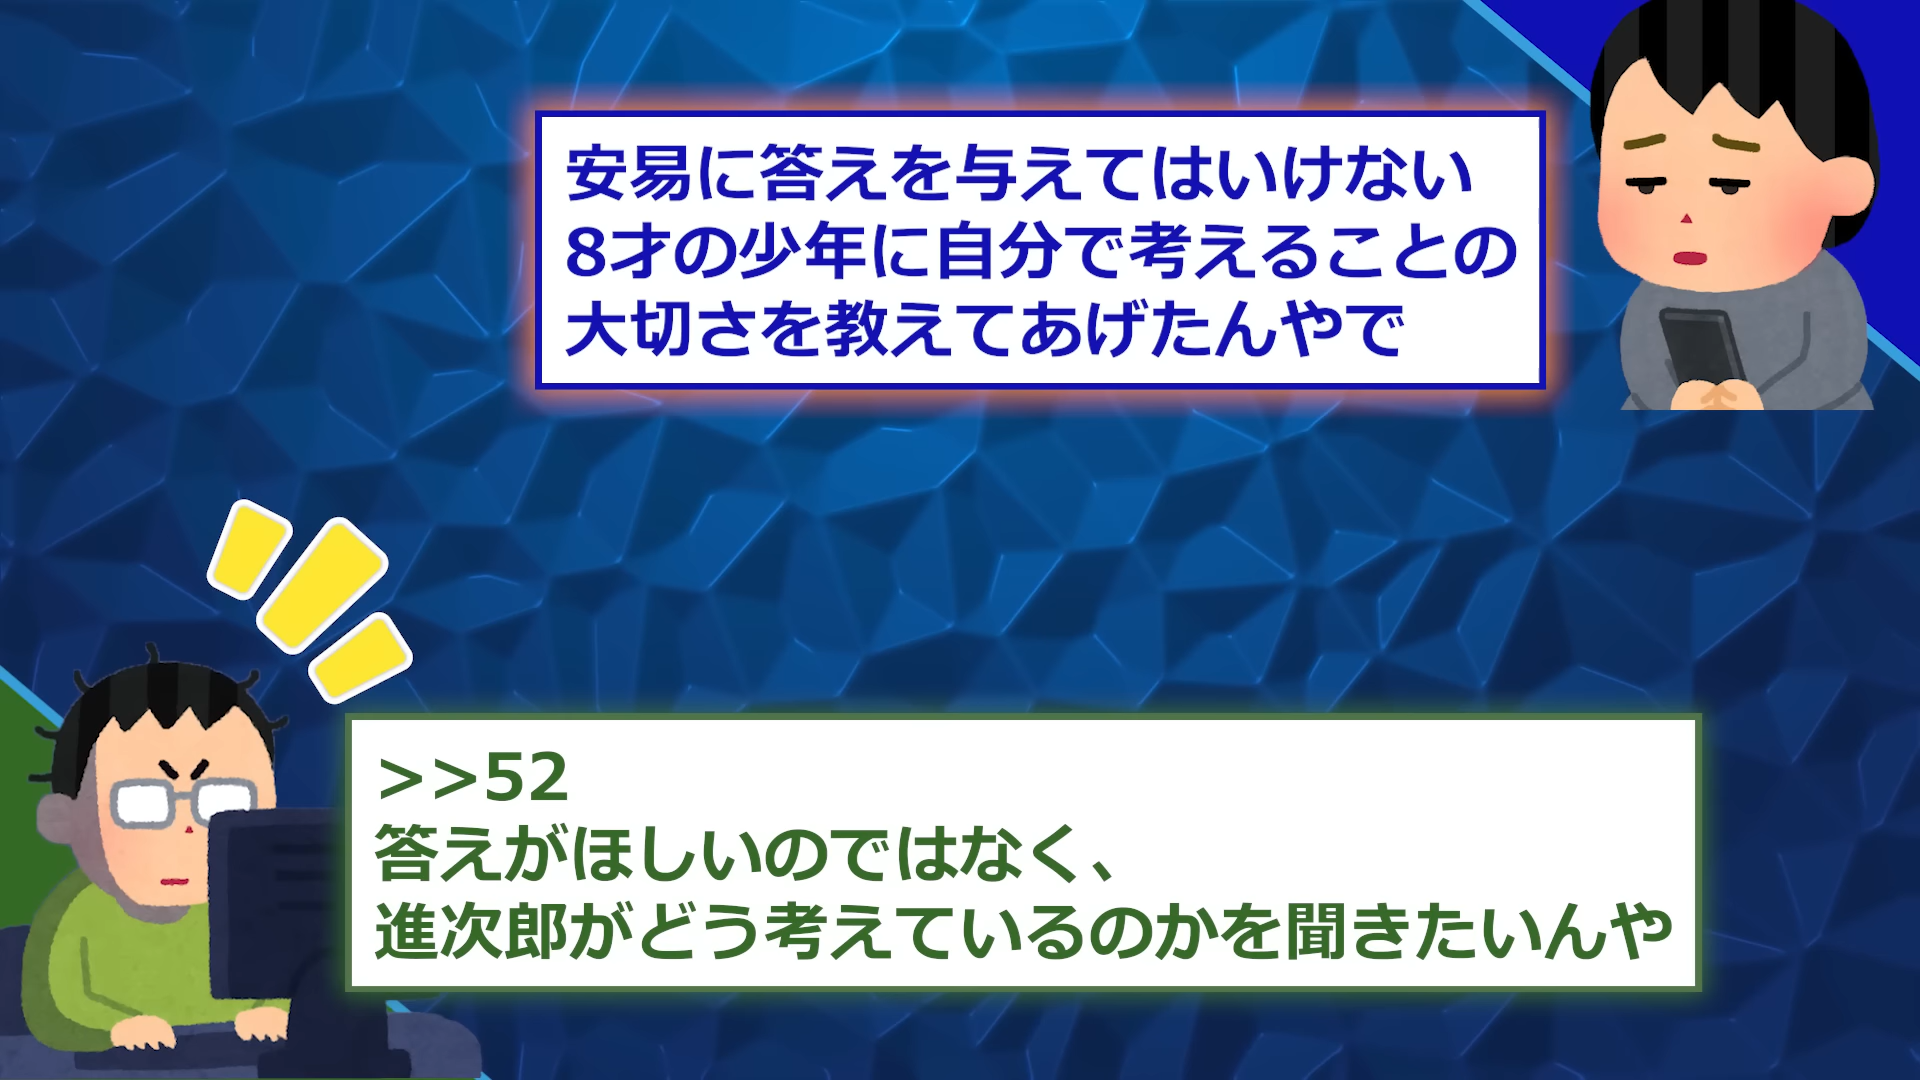 安易に答えを与えてはいけない
8才の少年に自分で考えることの
大切さを教えてあげたんやで
>>52
答えがほしいのではなく、
進次郎がどう考えているのかを聞きたいんや